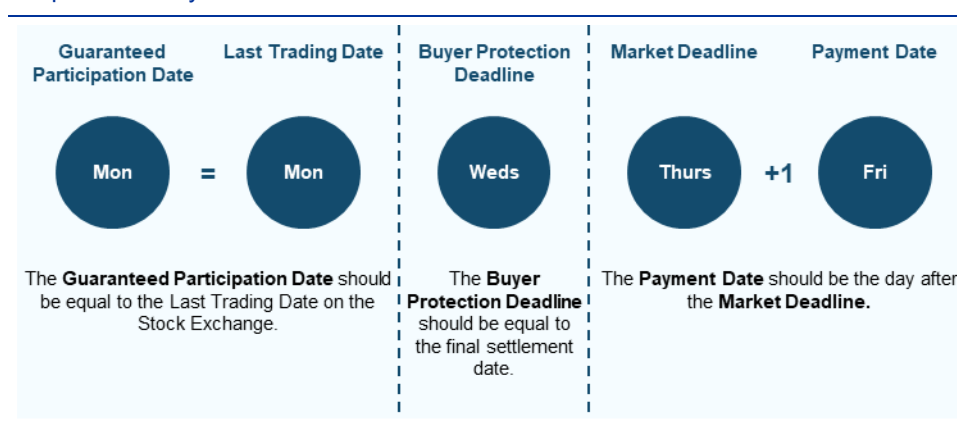 Guaranteed
Participation Date
Last Trading Date
Buyer Protection
Deadline
Market Deadline
Payment Date
Mon
=
Mon
Weds
Thurs
+1
Fri
The Guaranteed Participation Date should
be equal to the Last Trading Date on the
Stock Exchange.
The Buyer
Protection Deadline
should be equal to
the final settlement
date.
The Payment Date should be the day after
the Market Deadline.